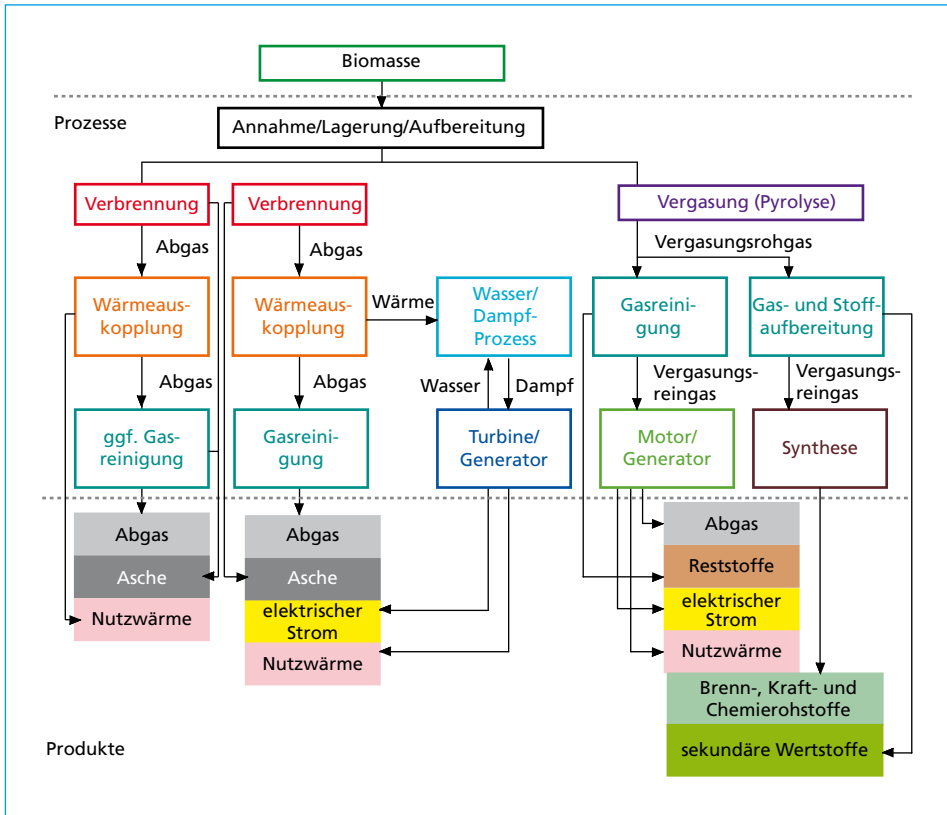 Biomasse
Prozesse
Annahme/Lagerung/Aufbereitung
Verbrennung
Verbrennung
Vergasung (Pyrolyse)
Abgas
Abgas
Vergasungsrohgas
Wärmeaus-
kopplung
Wärmeaus-
kopplung
Wärme
Wasser/
Dampf-
Prozess
Gasreini-
gung
Gas- und Stoff-
aufbereitung
Abgas
Abgas
Wasser
Dampf
Vergasungs-
reingas
Vergasungs-
reingas
ggf. Gas-
reinigung
Gasreini-
gung
Turbine/
Generator
Motor/
Generator
Synthese
Abgas
Asche
Nutzwärme
Abgas
Asche
elektrischer
Strom
Nutzwärme
Abgas
Reststoffe
elektrischer
Strom
Nutzwärme
Brenn-, Kraft- und
Chemierohstoffe
sekundäre Wertstoffe
Produkte